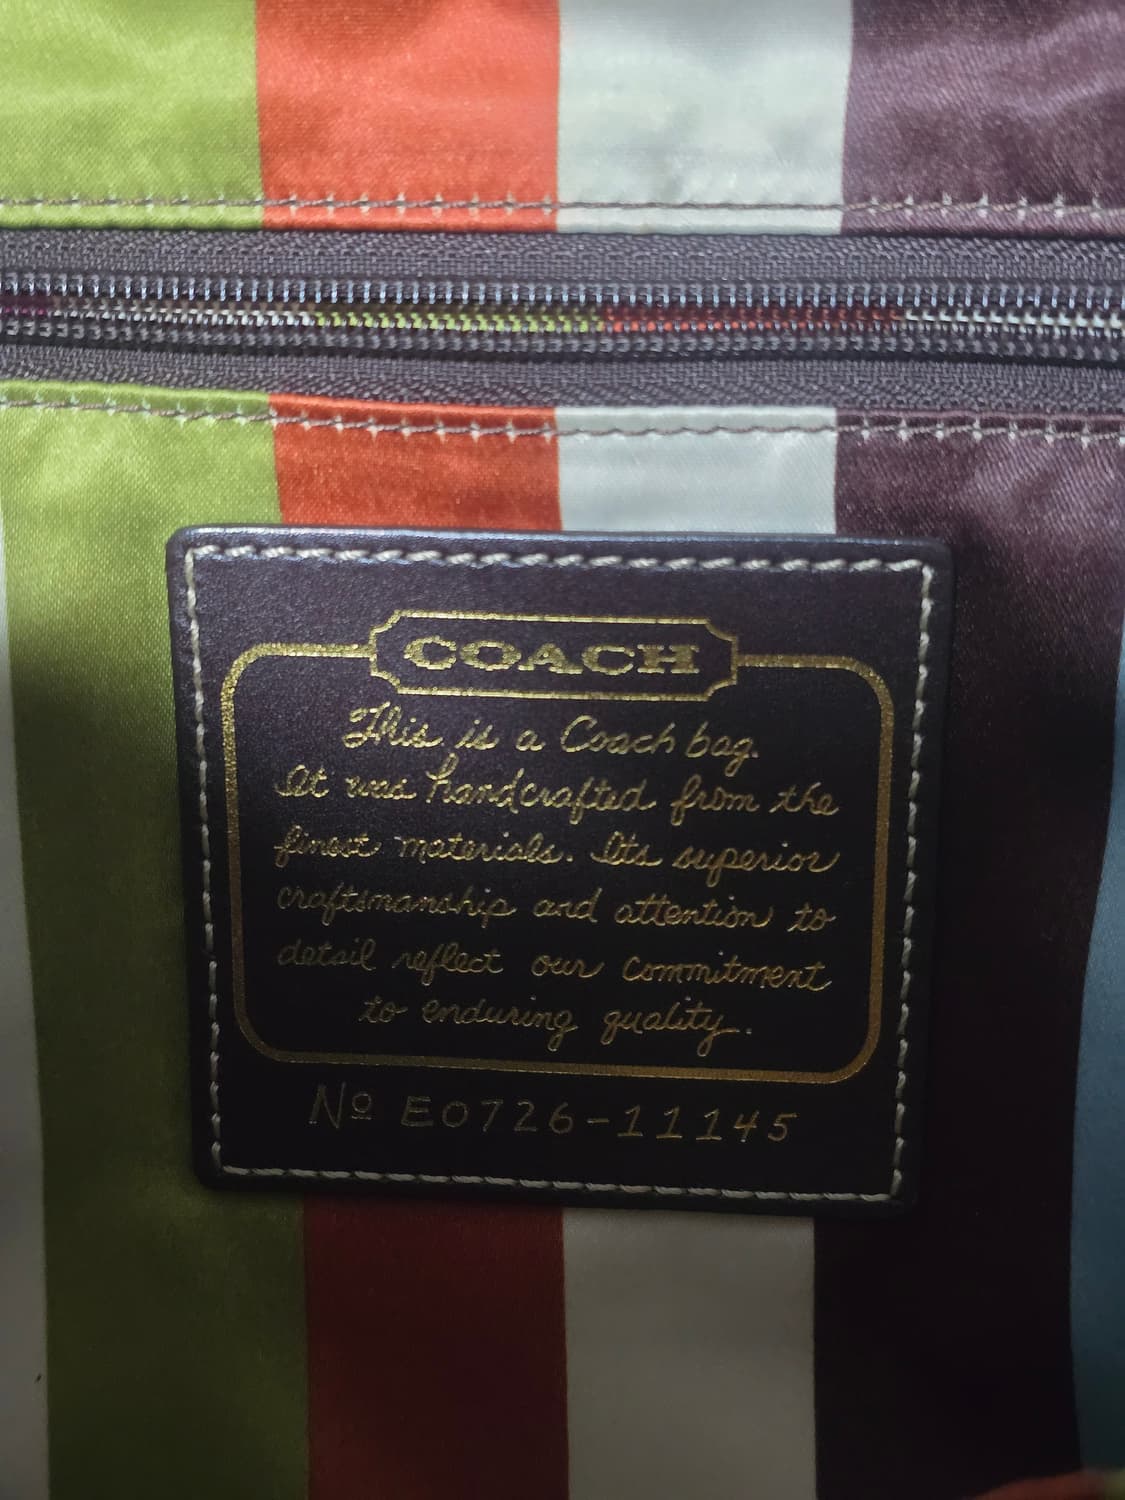 COACH
This is a Coach bag.
It was handcrafted from the
finest materials. Its superior
craftsmanship and attention to
detail reflect our commitment
to enduring quality.
Nº E0726-11145